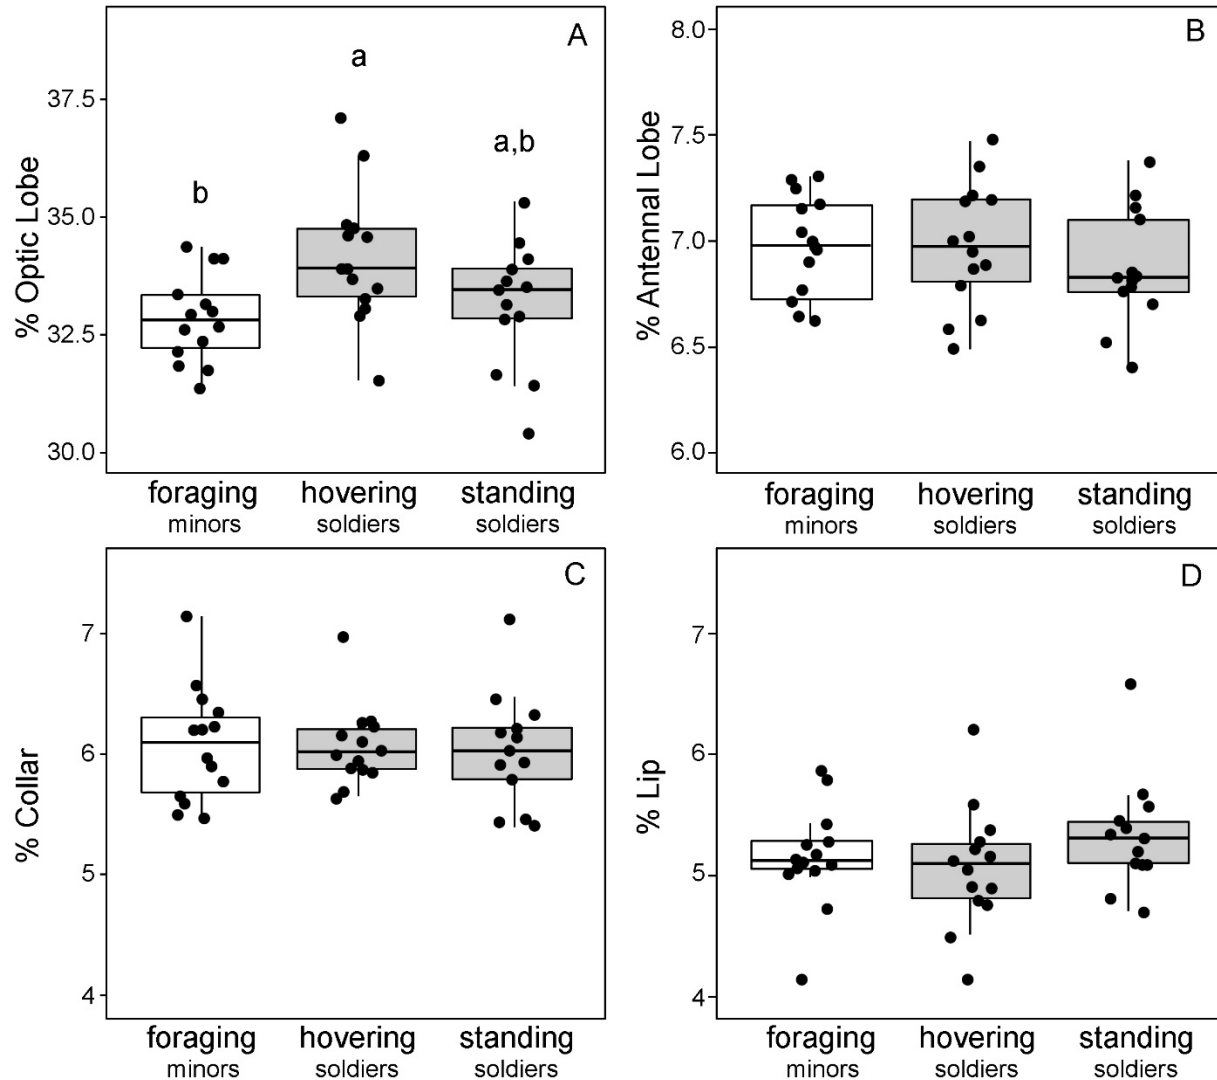 A
% Optic Lobe
37.5
35.0
32.5
30.0
b
a
a,b
foraging hovering standing
minors soldiers soldiers
B
% Antennal Lobe
8.0
7.5
7.0
6.5
6.0
foraging hovering standing
minors soldiers soldiers
C
% Collar
7
6
5
4
foraging hovering standing
minors soldiers soldiers
D
% Lip
7
6
5
4
foraging hovering standing
minors soldiers soldiers